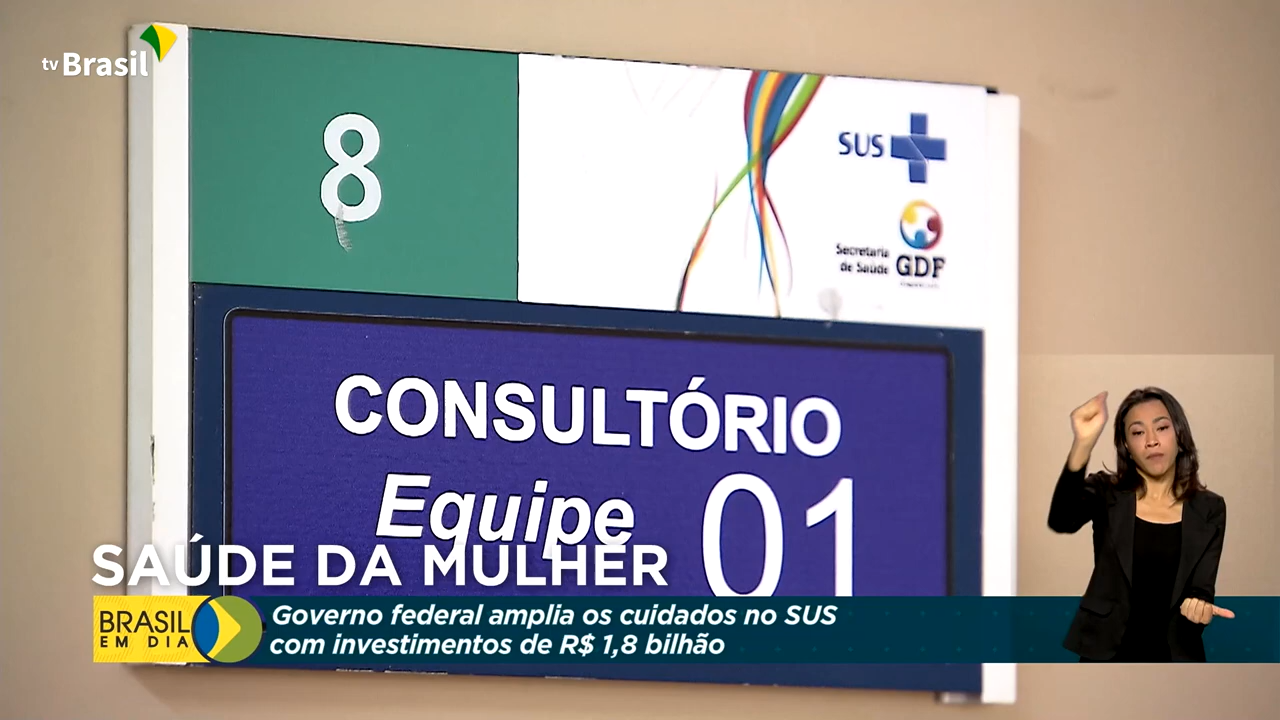 tv Brasil
8
SUS
Secretaria
de Saúde
GDF
CONSULTÓRIO
Equipe 01
SAÚDE DA MULHER
BRASIL
EM DIA
Governo federal amplia os cuidados no SUS
com investimentos de R$ 1,8 bilhão